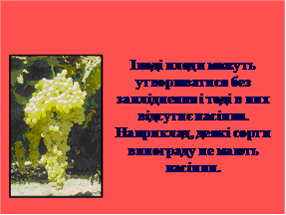 Іноді плоди можуть
утворюватися без
запліднення і тоді в них
відсутнє насіння.
Наприклад, деякі сорти
винограду не мають
насіння.